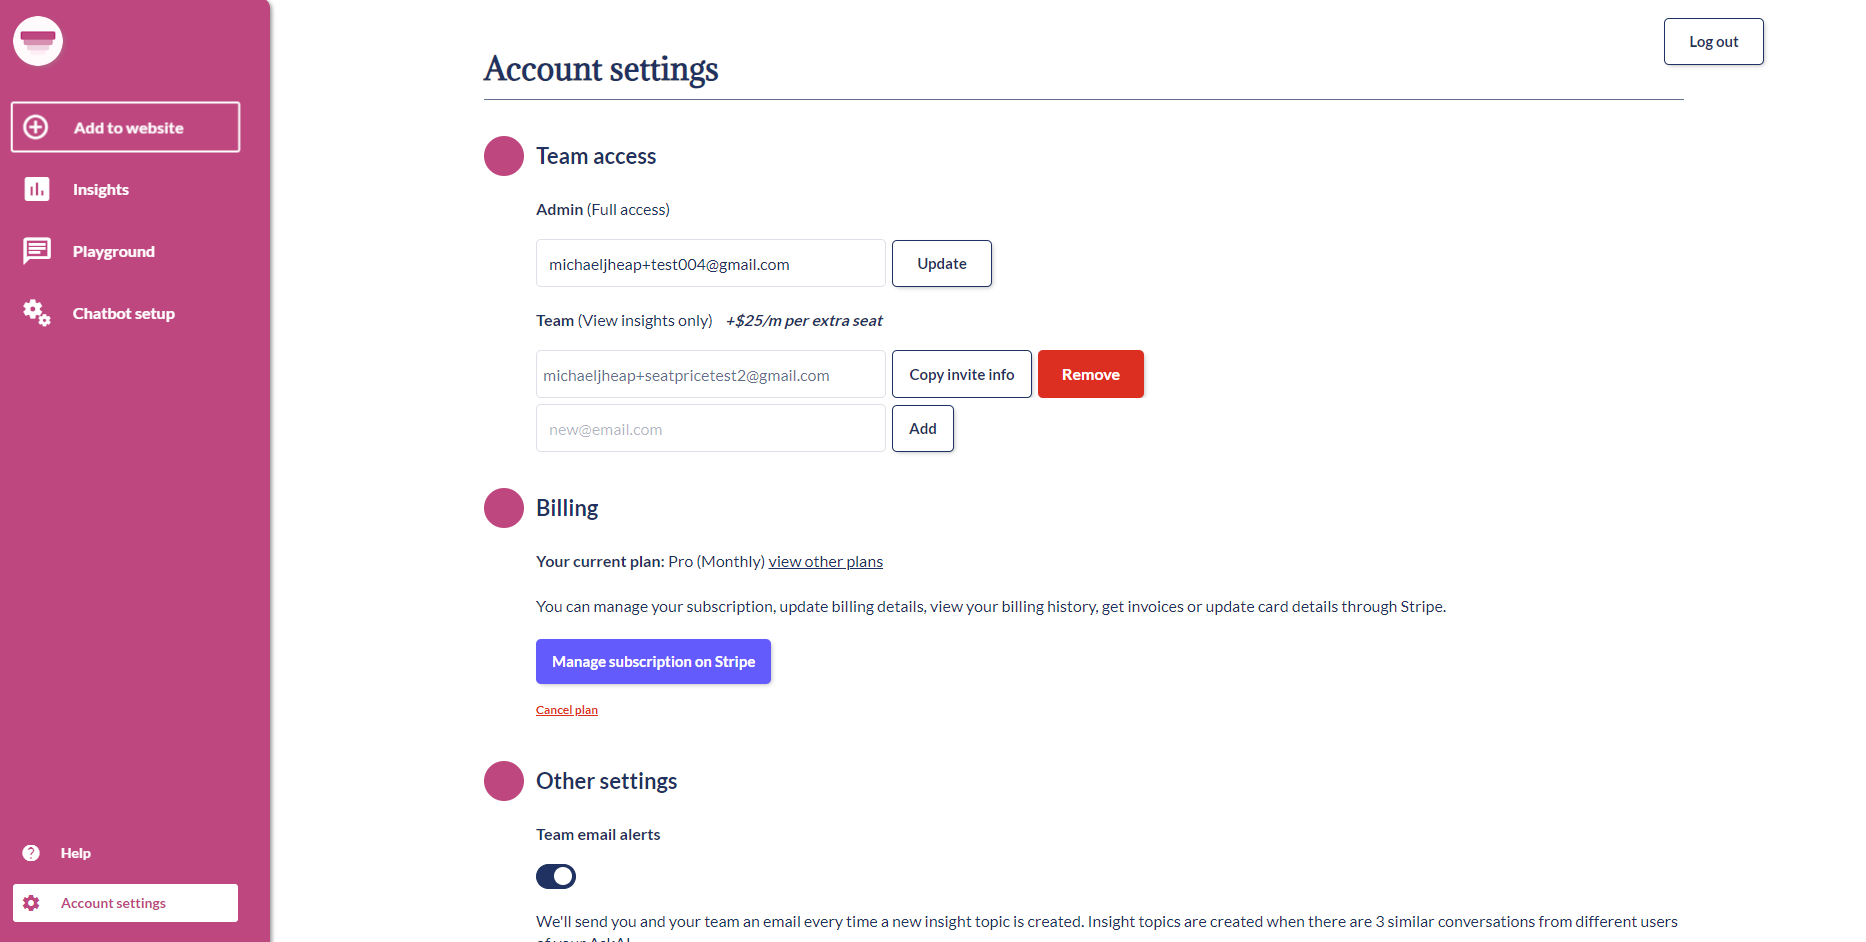 Log out
Account settings
Add to website
Insights
Playground
Chatbot setup
Help
Account settings
Team access
Admin (Full access)
michaeljheap+test004@gmail.com
Update
Team (View insights only) +$25/m per extra seat
michaeljheap+seatpricetest2@gmail.com
Copy invite info
Remove
new@email.com
Add
Billing
Your current plan: Pro (Monthly) view other plans
You can manage your subscription, update billing details, view your billing history, get invoices or update card details through Stripe.
Manage subscription on Stripe
Cancel plan
Other settings
Team email alerts
We'll send you and your team an email every time a new insight topic is created. Insight topics are created when there are 3 similar conversations from different users
of your AskAI